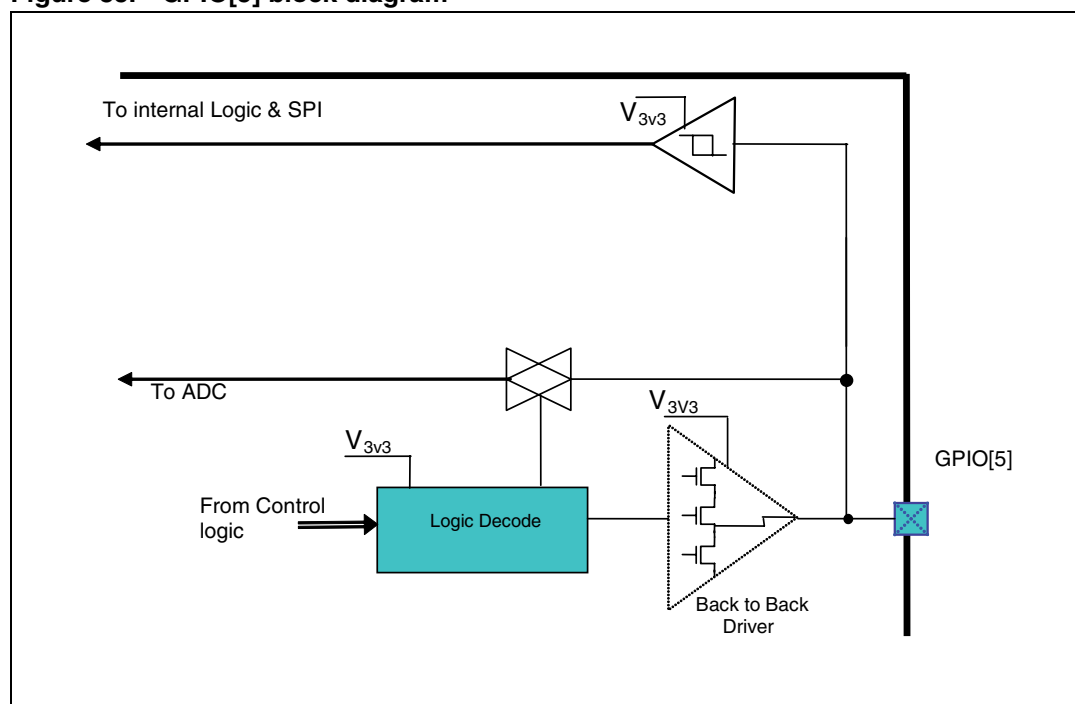 To internal Logic & SPI
V3v3
To ADC
V3V3
V3v3
GPIO[5]
From Control
logic
Logic Decode
Back to Back
Driver